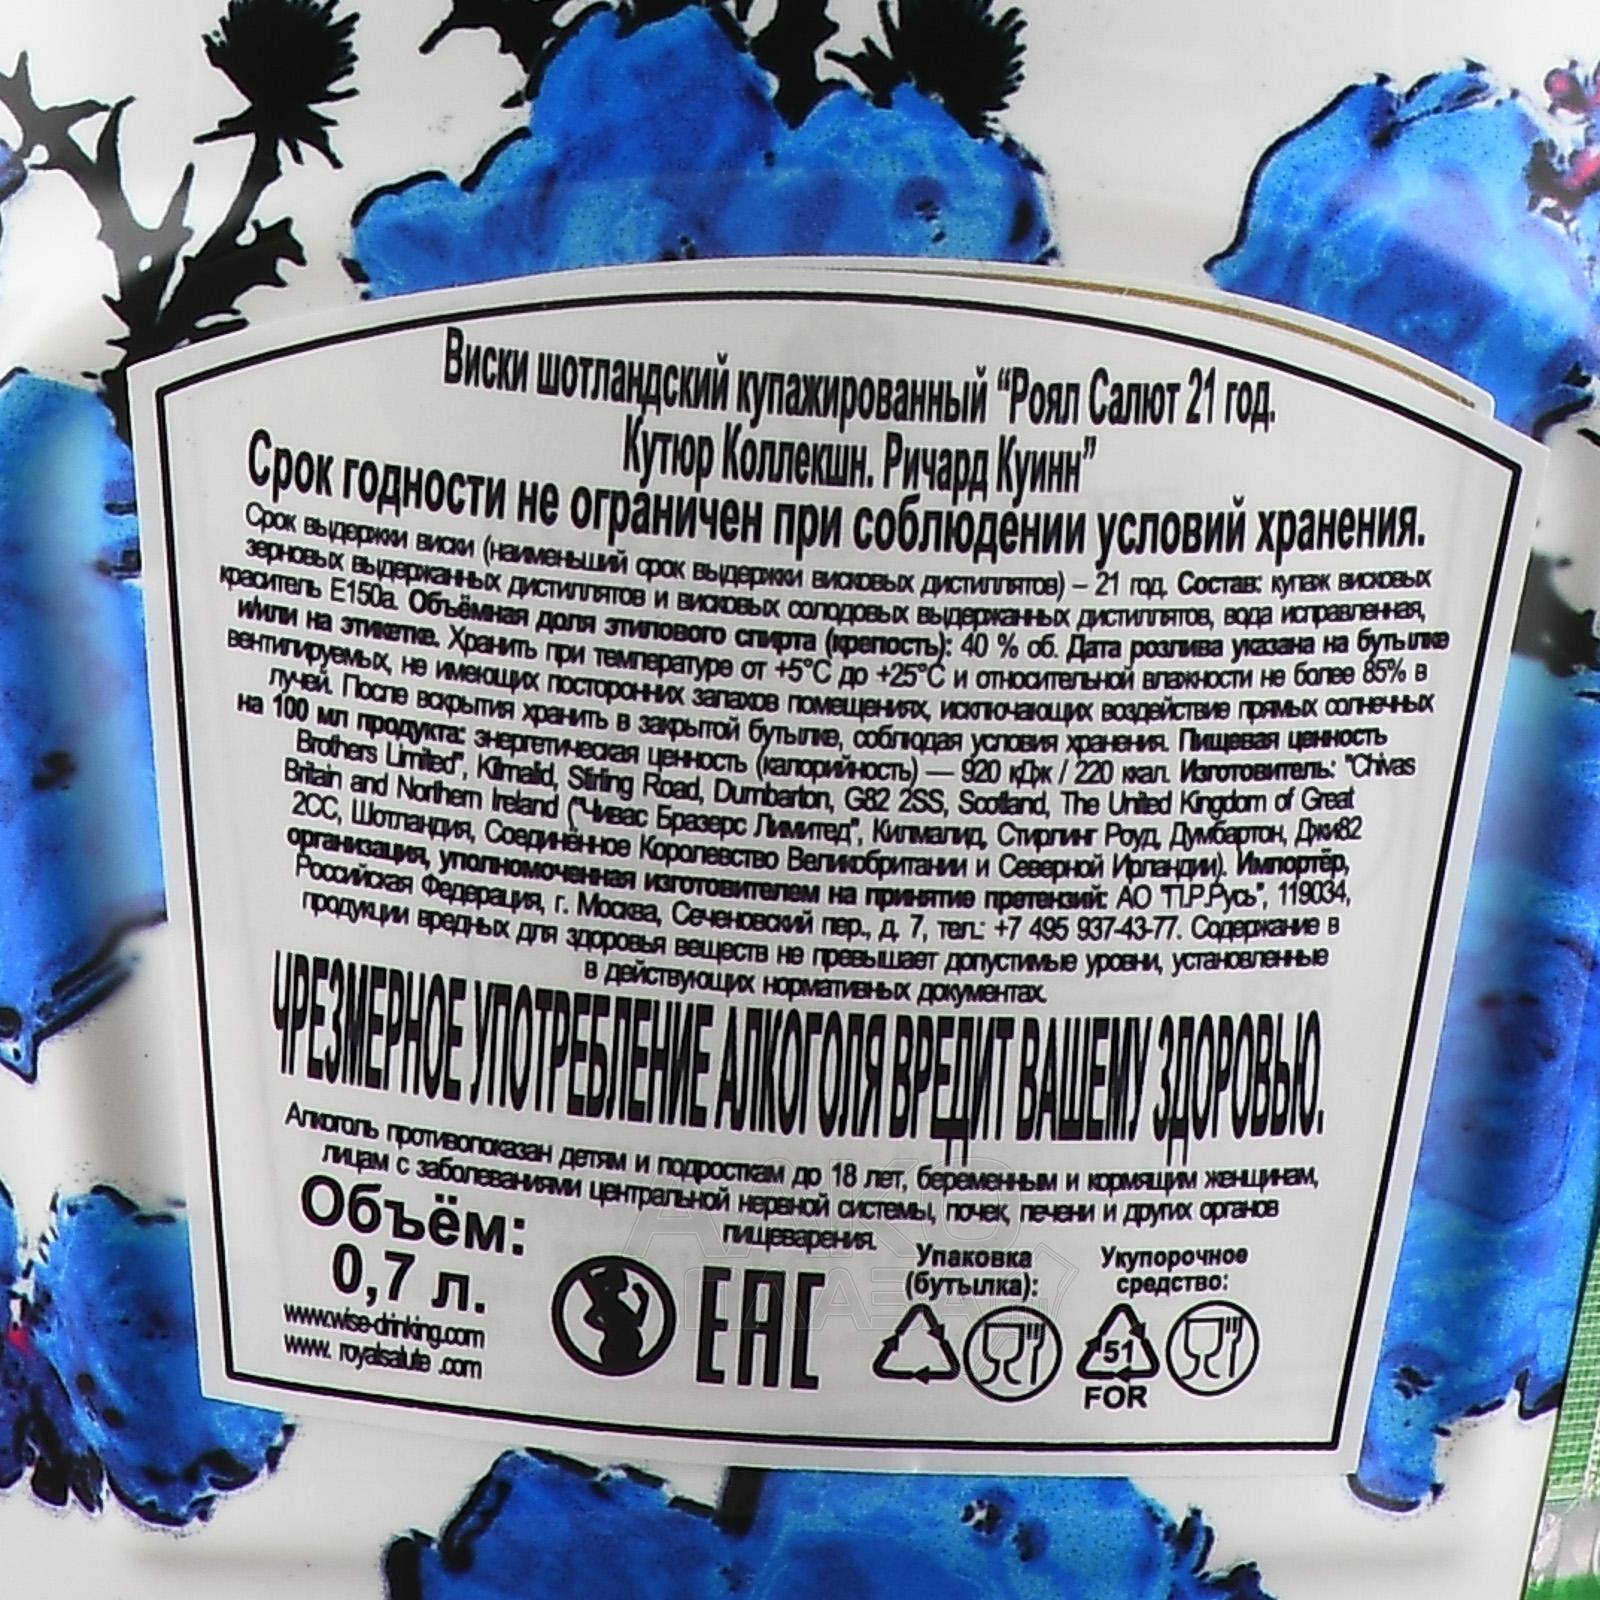 Виски шотландский купажированный “Роял Салют 21 год.
Кутюр Коллекшн. Ричард Куинн”
Срок годности не ограничен при соблюдении условий хранения.
Срок выдержки виски (наименьший срок выдержки висковых дистиллятов) – 21 год. Состав: купаж висковых
зерновых выдержанных дистиллятов и висковых солодовых выдержанных дистиллятов, вода исправленная,
краситель Е150а. Объёмная доля этилового спирта (крепость): 40 % об. Дата розлива указана на бутылке
и/или на этикетке. Хранить при температуре от +5°С до +25°С и относительной влажности не более 85% в
вентилируемых, не имеющих посторонних запахов помещениях, исключающих воздействие прямых солнечных
лучей. После вскрытия хранить в закрытой бутылке, соблюдая условия хранения. Пищевая ценность
на 100 мл продукта: энергетическая ценность (калорийность) — 920 кДж / 220 ккал. Изготовитель: "Chivas
Brothers Limited", Kilmalid, Stirling Road, Dumbarton, G82 2SS, Scotland, The United Kingdom of Great
Britain and Northern Ireland ("Чивас Бразерс Лимитед", Килмалид, Стирлинг Роуд, Думбартон, Джи82
2СС, Шотландия, Соединённое Королевство Великобритании и Северной Ирландии). Импортёр,
организация, уполномоченная изготовителем на принятие претензий: АО "П.Р.Русь", 119034,
Российская Федерация, г. Москва, Сеченовский пер., д. 7, тел.: +7 495 937-43-77. Содержание в
продукции вредных для здоровья веществ не превышает допустимые уровни, установленные
в действующих нормативных документах.
ЧРЕЗМЕРНОЕ УПОТРЕБЛЕНИЕ АЛКОГОЛЯ ВРЕДИТ ВАШЕМУ ЗДОРОВЬЮ.
Алкоголь противопоказан детям и подросткам до 18 лет, беременным и кормящим женщинам,
лицам с заболеваниями центральной нервной системы, почек, печени и других органов
пищеварения.
Объём:
0,7 л.
www.wise-drinking.com
www. royalsalute .com
ЕАС
Упаковка
(бутылка):
Укупорочное
средство:
51
FOR
АЛКО
ПЛАЗА